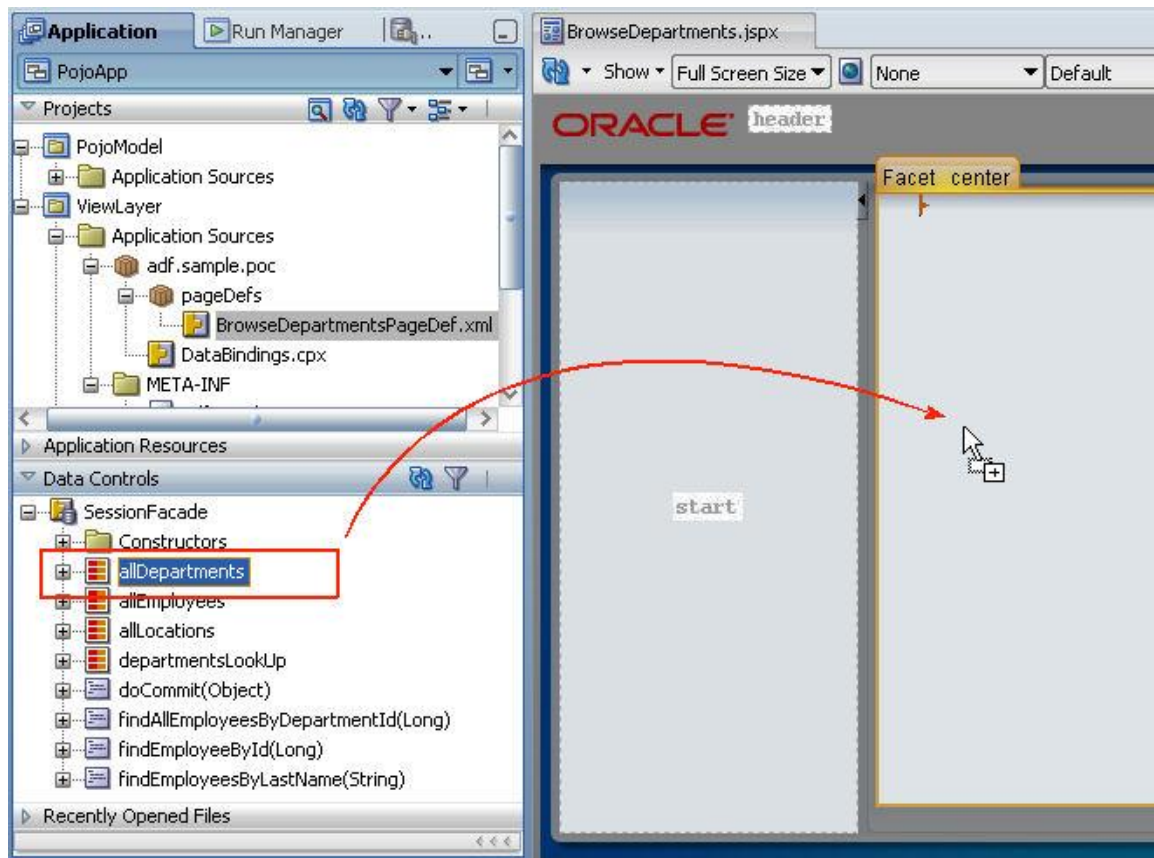 Application
Run Manager
PojoApp
Projects
PojoModel
Application Sources
ViewLayer
Application Sources
adf.sample.poc
pageDefs
BrowseDepartmentsPageDef.xml
DataBindings.cpx
META-INF
Application Resources
Data Controls
SessionFacade
Constructors
allDepartments
allEmployees
allLocations
departmentsLookUp
doCommit(Object)
findAllEmployeesByDepartmentId(Long)
findEmployeeById(Long)
findEmployeesByLastName(String)
Recently Opened Files
BrowseDepartments.jspx
Show Full Screen Size None Default
ORACLE header
Facet center
start